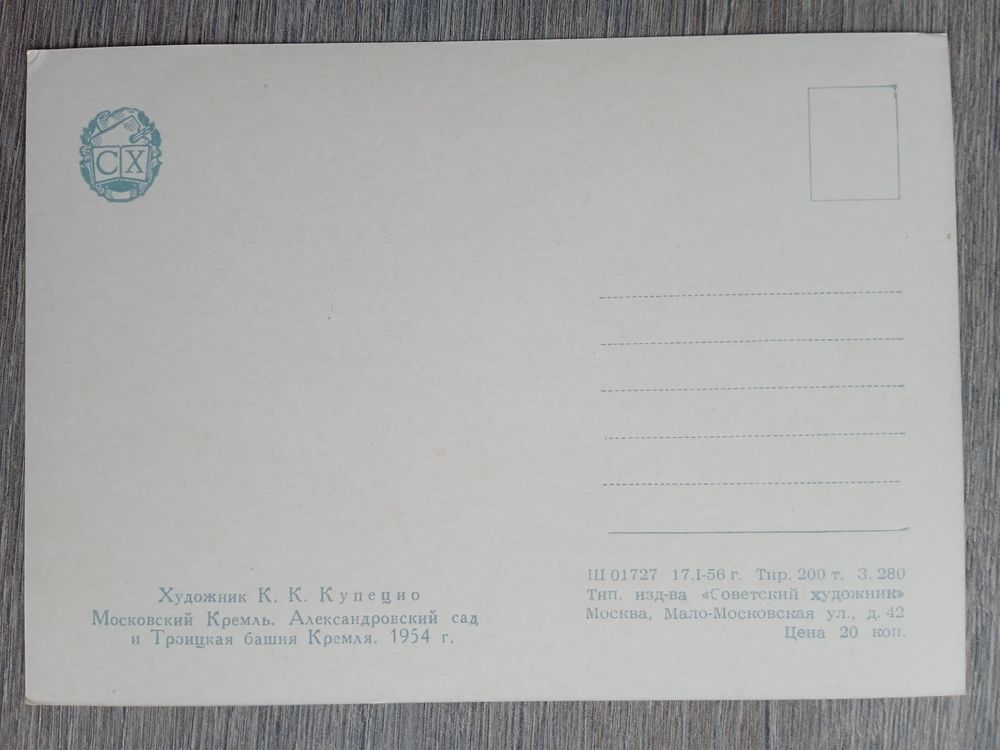 СХ
Художник К. К. Купецио
Московский Кремль. Александровский сад
и Троицкая башня Кремля. 1954 г.
Ш 01727 17.I-56 г. Тир. 200 т. З. 280
Тип. изд-ва «Советский художник»
Москва, Мало-Московская ул., д. 42
Цена 20 коп.